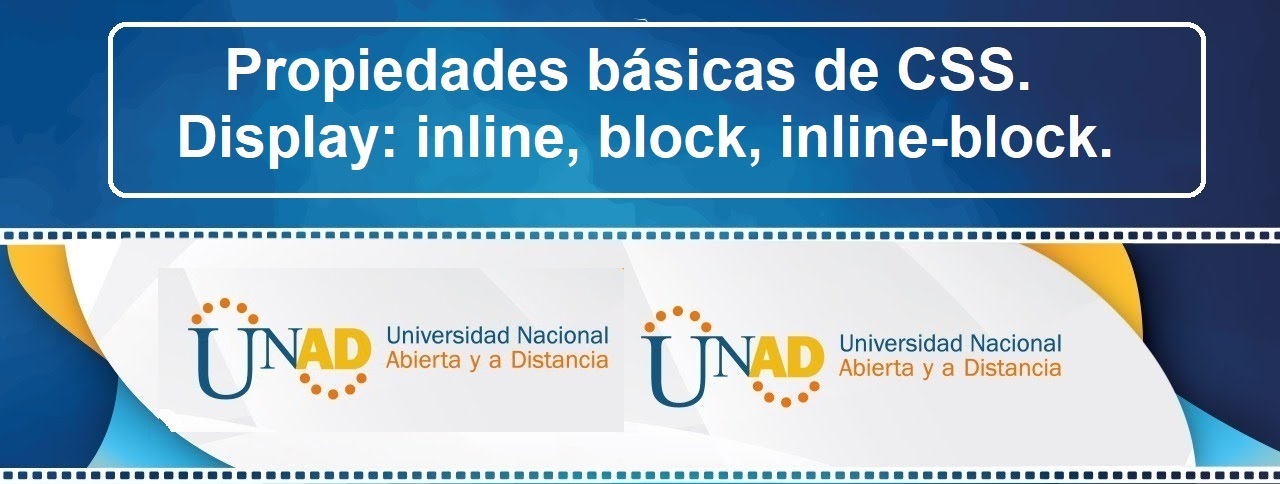 Propiedades básicas de CSS.
Display: inline, block, inline-block.
UNAD
Universidad Nacional
Abierta y a Distancia
UNAD
Universidad Nacional
Abierta y a Distancia